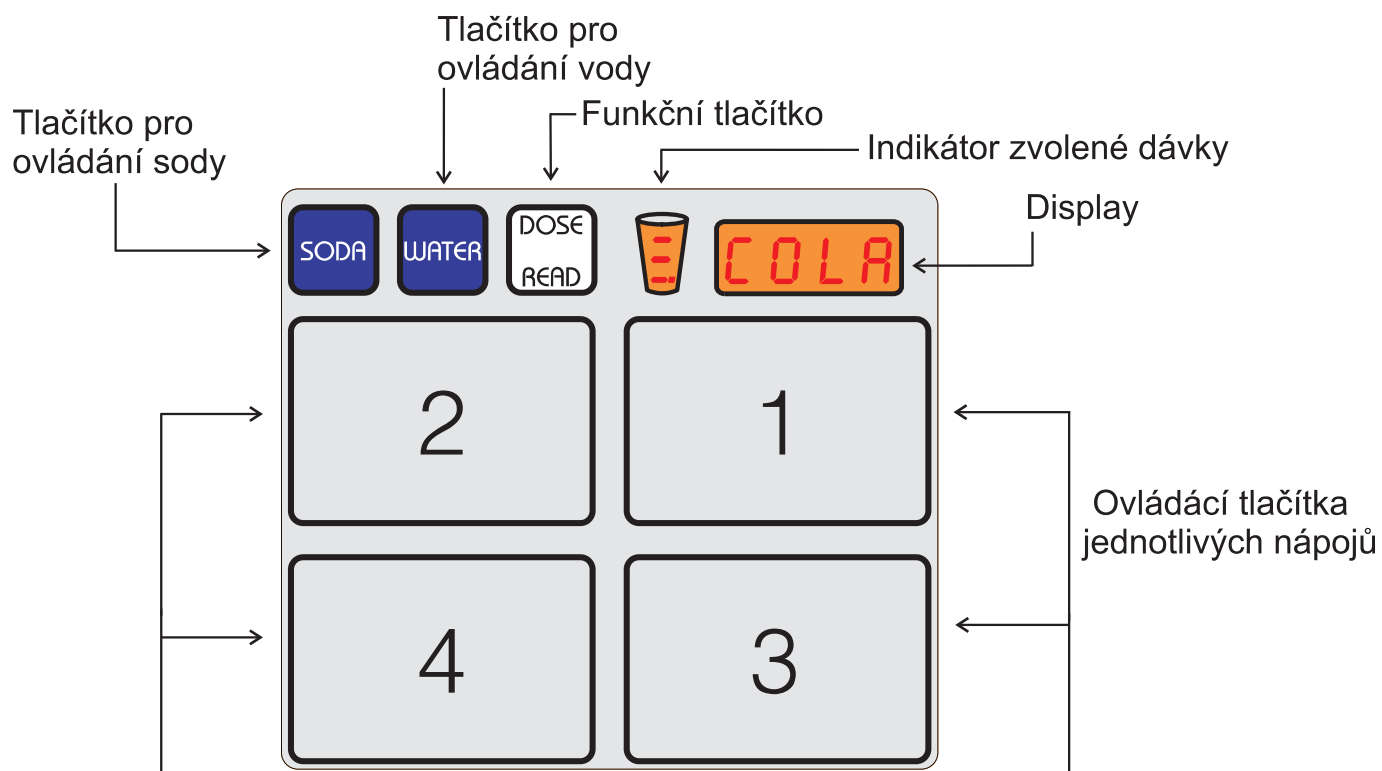 Tlačítko pro
ovládání vody
Funkční tlačítko
Tlačítko pro
ovládání sody
Indikátor zvolené dávky
Display
SODA
WATER
DOSE
READ
COLA
2
1
Ovládácí tlačítka
jednotlivých nápojů
4
3